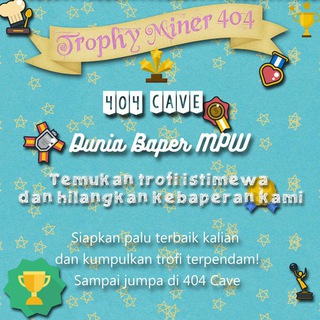 Trophy Miner 404
404 CAVE
Dunia Baper MPW
Temukan trofi istimewa
dan hilangkan kebaperan kami
Siapkan palu terbaik kalian
dan kumpulkan trofi terpendam!
Sampai jumpa di 404 Cave